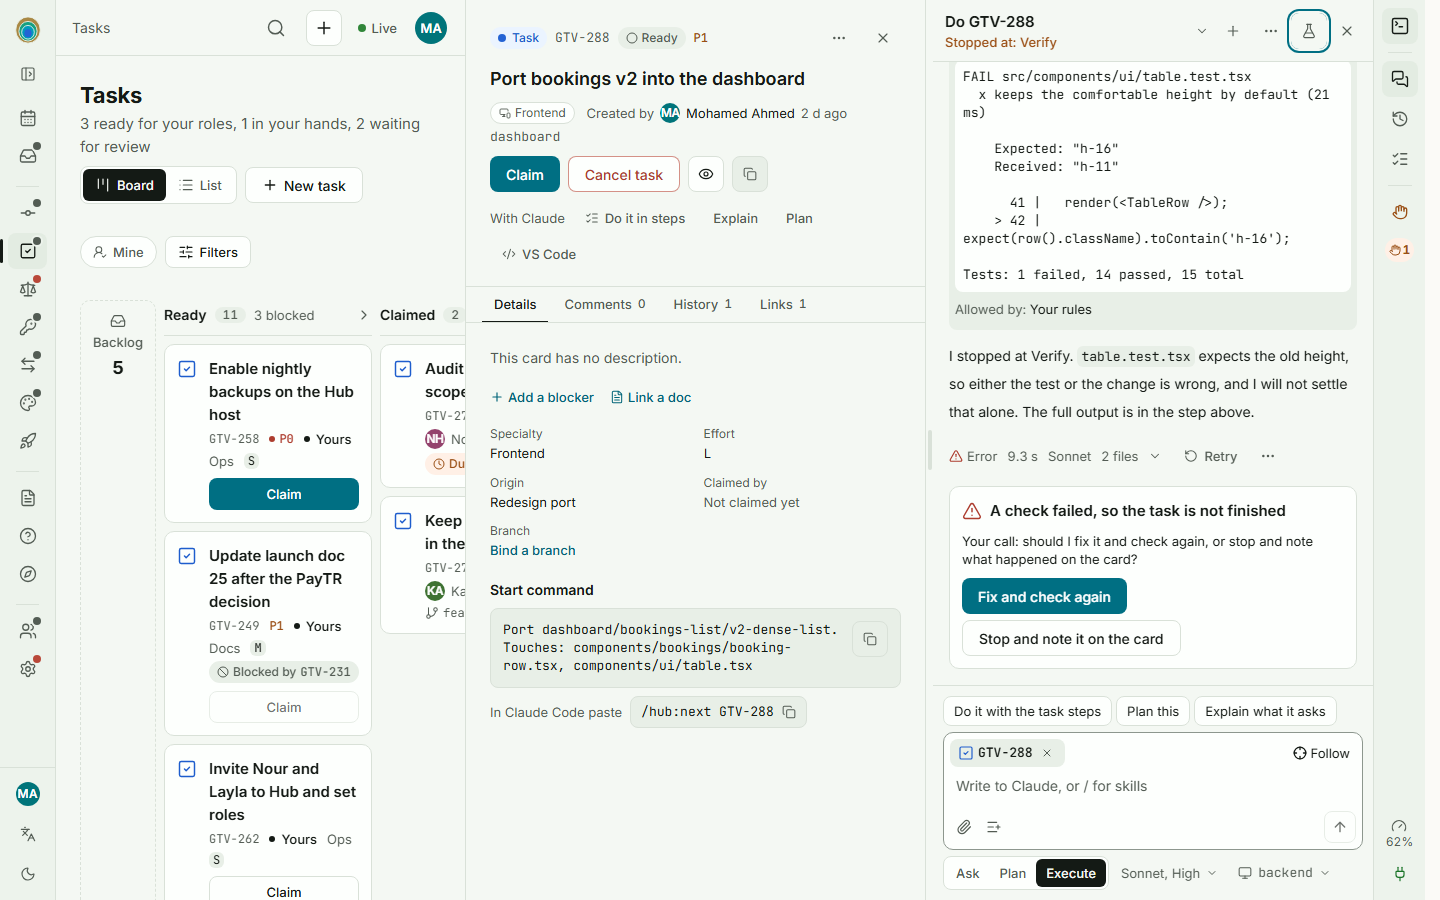 Tasks
Live
MA
Tasks
3 ready for your roles, 1 in your hands, 2 waiting
for review
Board
List
New task
Mine
Filters
Backlog
5
Ready 11 3 blocked
Enable nightly
backups on the Hub
host
GTV-258 P0 Yours
Ops S
Claim
Update launch doc
25 after the PayTR
decision
GTV-249 P1 Yours
Docs M
Blocked by GTV-231
Claim
Invite Nour and
Layla to Hub and set
roles
GTV-262 Yours Ops
S
Claim
Claimed 2
Audit
scope
GTV-27
NH No
Du
Keep
in the
GTV-27
KA Ka
fea
MA
Task GTV-288 Ready P1
Port bookings v2 into the dashboard
Frontend Created by MA Mohamed Ahmed 2 d ago
dashboard
Claim
Cancel task
With Claude Do it in steps Explain Plan
VS Code
Details Comments 0 History 1 Links 1
This card has no description.
Add a blocker Link a doc
Specialty Effort
Frontend L
Origin Claimed by
Redesign port Not claimed yet
Branch
Bind a branch
Start command
Port dashboard/bookings-list/v2-dense-list.
Touches: components/bookings/booking-
row.tsx, components/ui/table.tsx
In Claude Code paste /hub:next GTV-288
Do GTV-288
Stopped at: Verify
FAIL src/components/ui/table.test.tsx
x keeps the comfortable height by default (21
ms)
Expected: "h-16"
Received: "h-11"
41 | render(<TableRow />);
> 42 |
expect(row().className).toContain('h-16');
Tests: 1 failed, 14 passed, 15 total
Allowed by: Your rules
I stopped at Verify. table.test.tsx expects the old height,
so either the test or the change is wrong, and I will not settle
that alone. The full output is in the step above.
Error 9.3 s Sonnet 2 files Retry
A check failed, so the task is not finished
Your call: should I fix it and check again, or stop and note
what happened on the card?
Fix and check again
Stop and note it on the card
Do it with the task steps Plan this Explain what it asks
GTV-288 × Follow
Write to Claude, or / for skills
Ask Plan Execute Sonnet, High backend
1
62%